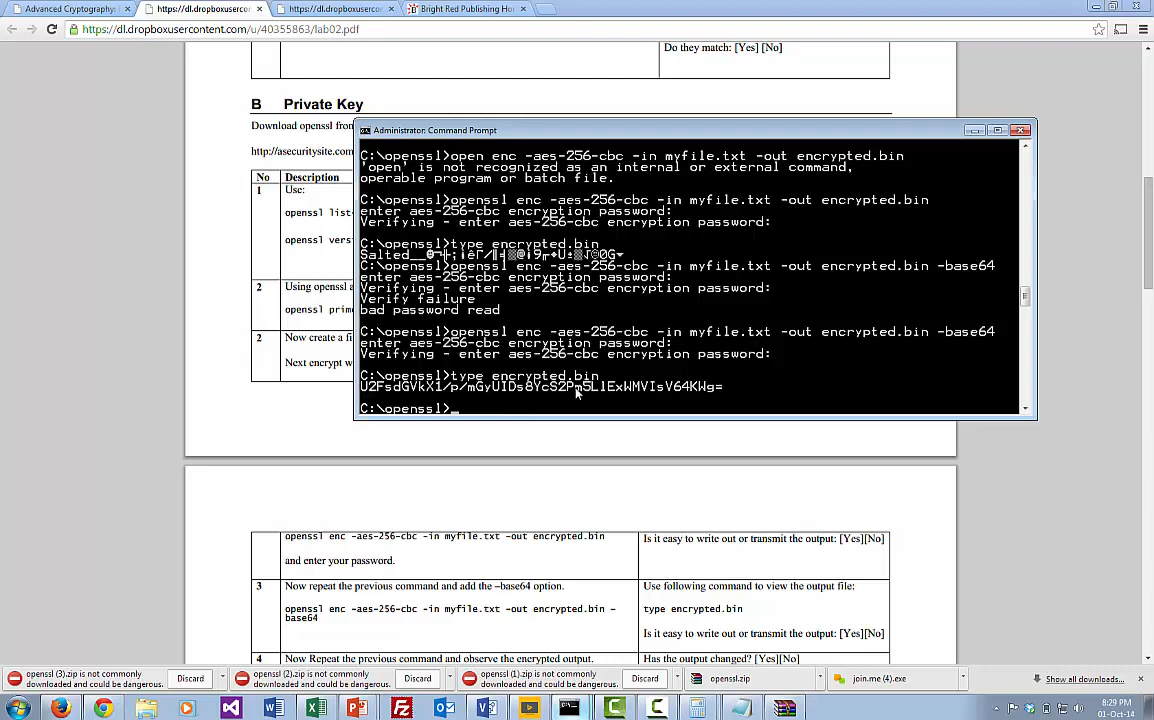 Advanced Cryptography:
https://dl.dropboxusercon
https://dl.dropboxusercon
Bright Red Publishing Ho
https://dl.dropboxusercontent.com/u/40355863/lab02.pdf
Do they match: [Yes] [No]
B Private Key
Download openssl from
http://asecuritysite.com
No Description
1 Use:
openssl list-
openssl vers
2 Using openssl a
openssl prim
2 Now create a fi
Next encrypt w
Administrator: Command Prompt
C:\openssl>open enc -aes-256-cbc -in myfile.txt -out encrypted.bin
'open' is not recognized as an internal or external command,
operable program or batch file.
C:\openssl>openssl enc -aes-256-cbc -in myfile.txt -out encrypted.bin
enter aes-256-cbc encryption password:
Verifying - enter aes-256-cbc encryption password:
C:\openssl>type encrypted.bin
Salted__
C:\openssl>openssl enc -aes-256-cbc -in myfile.txt -out encrypted.bin -base64
enter aes-256-cbc encryption password:
Verifying - enter aes-256-cbc encryption password:
Verify failure
bad password read
C:\openssl>openssl enc -aes-256-cbc -in myfile.txt -out encrypted.bin -base64
enter aes-256-cbc encryption password:
Verifying - enter aes-256-cbc encryption password:
C:\openssl>type encrypted.bin
U2FsdGVkX1/p/mGyUIDs8YcS2Pm5LlExWMVIsV64KWg=
C:\openssl>_
openssl enc -aes-256-cbc -in myfile.txt -out encrypted.bin
and enter your password.
Is it easy to write out or transmit the output: [Yes][No]
3 Now repeat the previous command and add the –base64 option.
openssl enc -aes-256-cbc -in myfile.txt -out encrypted.bin –
base64
Use following command to view the output file:
type encrypted.bin
Is it easy to write out or transmit the output: [Yes][No]
4 Now Repeat the previous command and observe the encrypted output.
Has the output changed? [Yes][No]
openssl (3).zip is not commonly
downloaded and could be dangerous.
Discard
openssl (2).zip is not commonly
downloaded and could be dangerous.
Discard
openssl (1).zip is not commonly
downloaded and could be dangerous.
Discard
openssl.zip
join.me (4).exe
Show all downloads...
8:29 PM
01-Oct-14